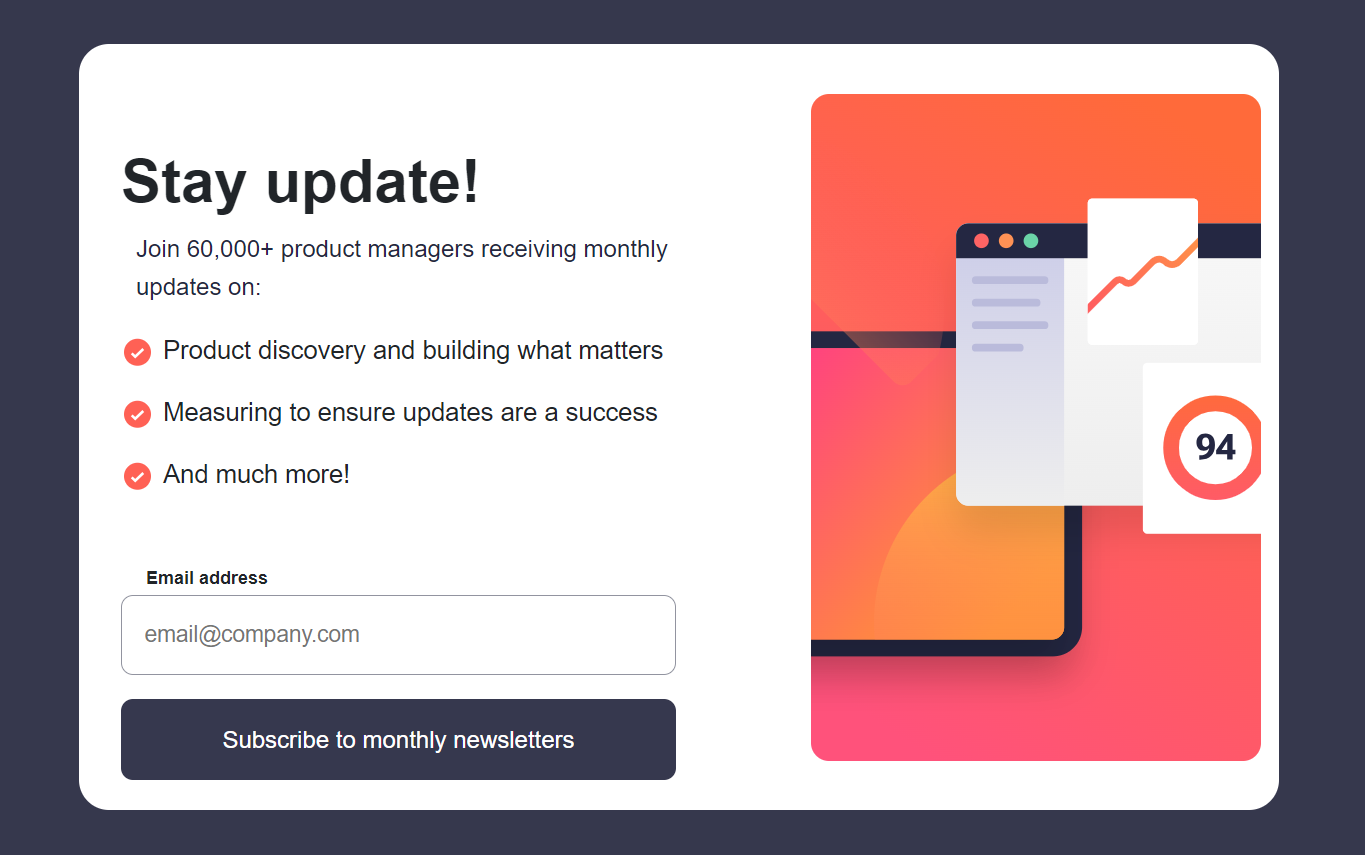 Stay update!
Join 60,000+ product managers receiving monthly
updates on:
Product discovery and building what matters
Measuring to ensure updates are a success
And much more!
Email address
email@company.com
Subscribe to monthly newsletters
94